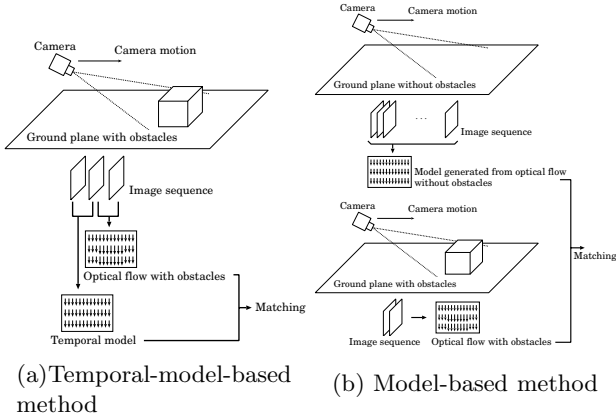 Camera
Camera motion
Ground plane with obstacles
Image sequence
Optical flow with obstacles
Matching
Temporal model
(a)Temporal-model-based
method
Camera
Camera motion
Ground plane without obstacles
...
Image sequence
Model generated from optical flow
without obstacles
Camera
Camera motion
Matching
Ground plane with obstacles
Image sequence
Optical flow with obstacles
(b) Model-based method